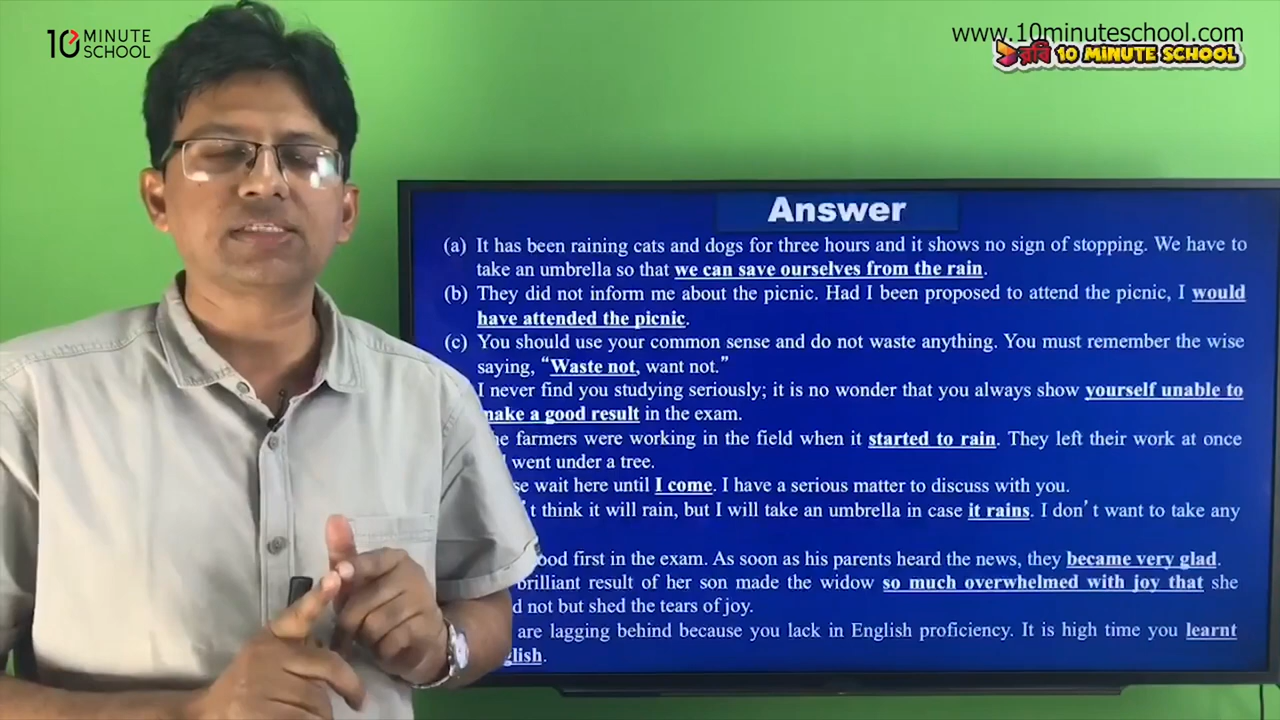 10 MINUTE
SCHOOL
www.10minuteschool.com
রবি 10 MiNUTE SCHOOL
Answer
(a) It has been raining cats and dogs for three hours and it shows no sign of stopping. We have to
take an umbrella so that we can save ourselves from the rain.
(b) They did not inform me about the picnic. Had I been proposed to attend the picnic, I would
have attended the picnic.
(c) You should use your common sense and do not waste anything. You must remember the wise
saying, “Waste not, want not.”
I never find you studying seriously; it is no wonder that you always show yourself unable to
make a good result in the exam.
farmers were working in the field when it started to rain. They left their work at once
went under a tree.
wait here until I come. I have a serious matter to discuss with you.
think it will rain, but I will take an umbrella in case it rains. I don’t want to take any
first in the exam. As soon as his parents heard the news, they became very glad.
brilliant result of her son made the widow so much overwhelmed with joy that she
not but shed the tears of joy.
are lagging behind because you lack in English proficiency. It is high time you learnt